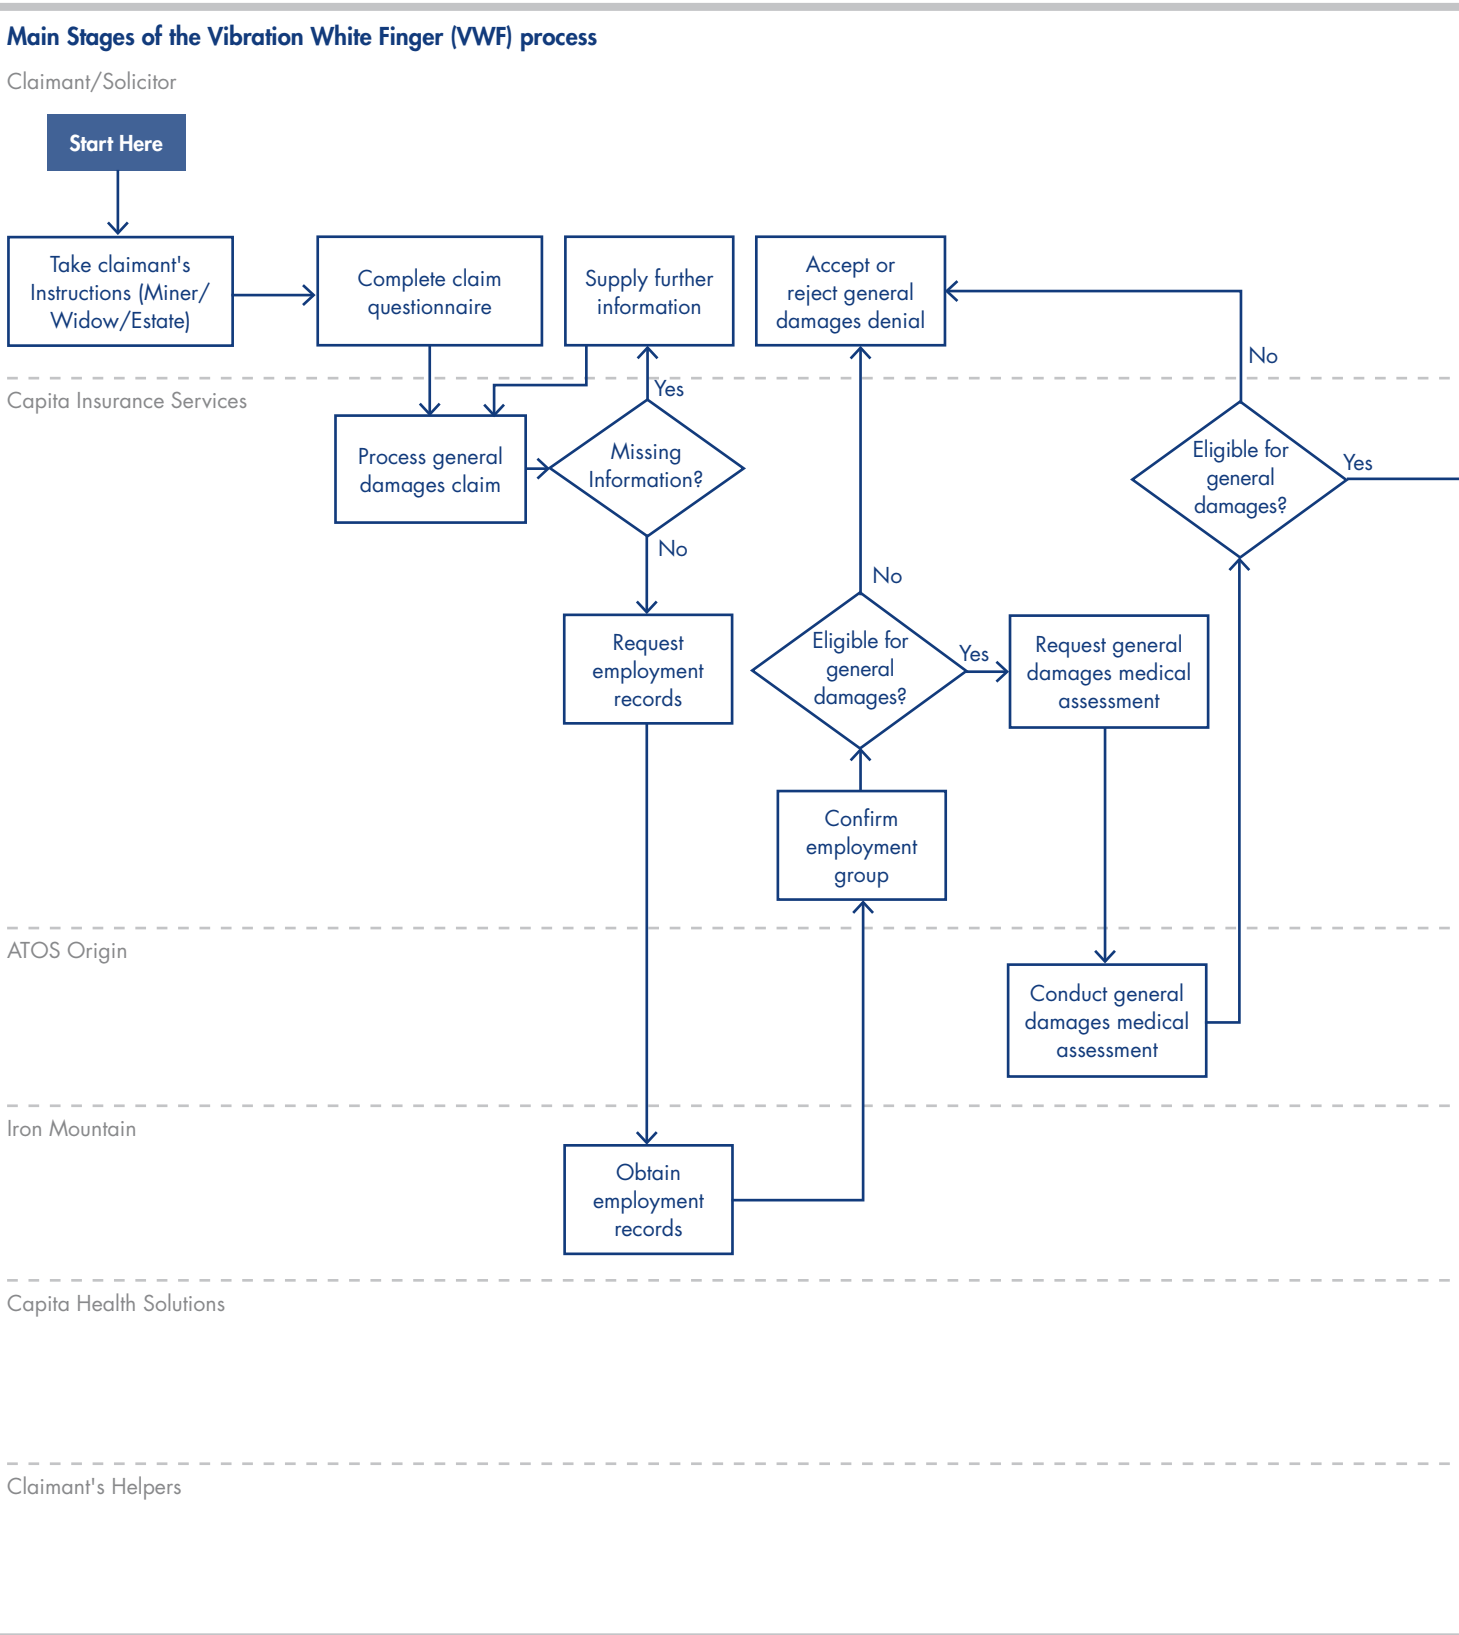 Main Stages of the Vibration White Finger (VWF) process
Claimant/Solicitor
Start Here
Take claimant's
Instructions (Miner/
Widow/Estate)
Complete claim
questionnaire
Supply further
information
Accept or
reject general
damages denial
No
Yes
Capita Insurance Services
Process general
damages claim
Missing
Information?
Eligible for
general
damages?
Yes
No
No
Request
employment
records
Eligible for
general
damages?
Yes
Request general
damages medical
assessment
Confirm
employment
group
ATOS Origin
Conduct general
damages medical
assessment
Iron Mountain
Obtain
employment
records
Capita Health Solutions
Claimant's Helpers